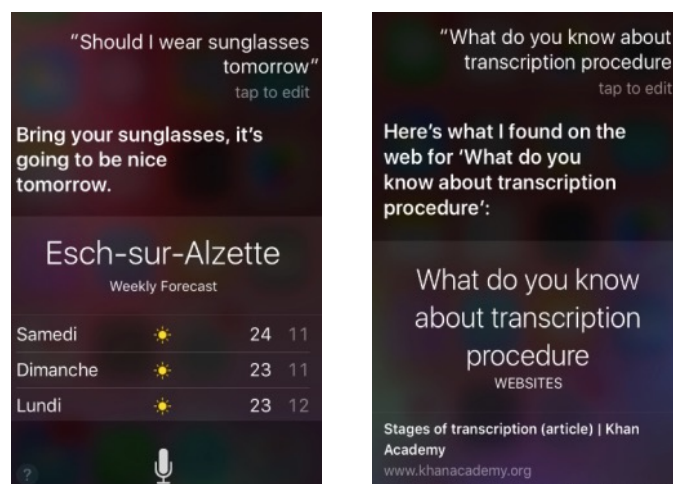 “Should I wear sunglasses
tomorrow”
tap to edit
Bring your sunglasses, it’s
going to be nice
tomorrow.
Esch-sur-Alzette
Weekly Forecast
Samedi 24 11
Dimanche 23 11
Lundi 23 12
?
“What do you know about
transcription procedure
tap to edit
Here’s what I found on the
web for ‘What do you
know about transcription
procedure’:
What do you know
about transcription
procedure
WEBSITES
Stages of transcription (article) | Khan
Academy
www.khanacademy.org